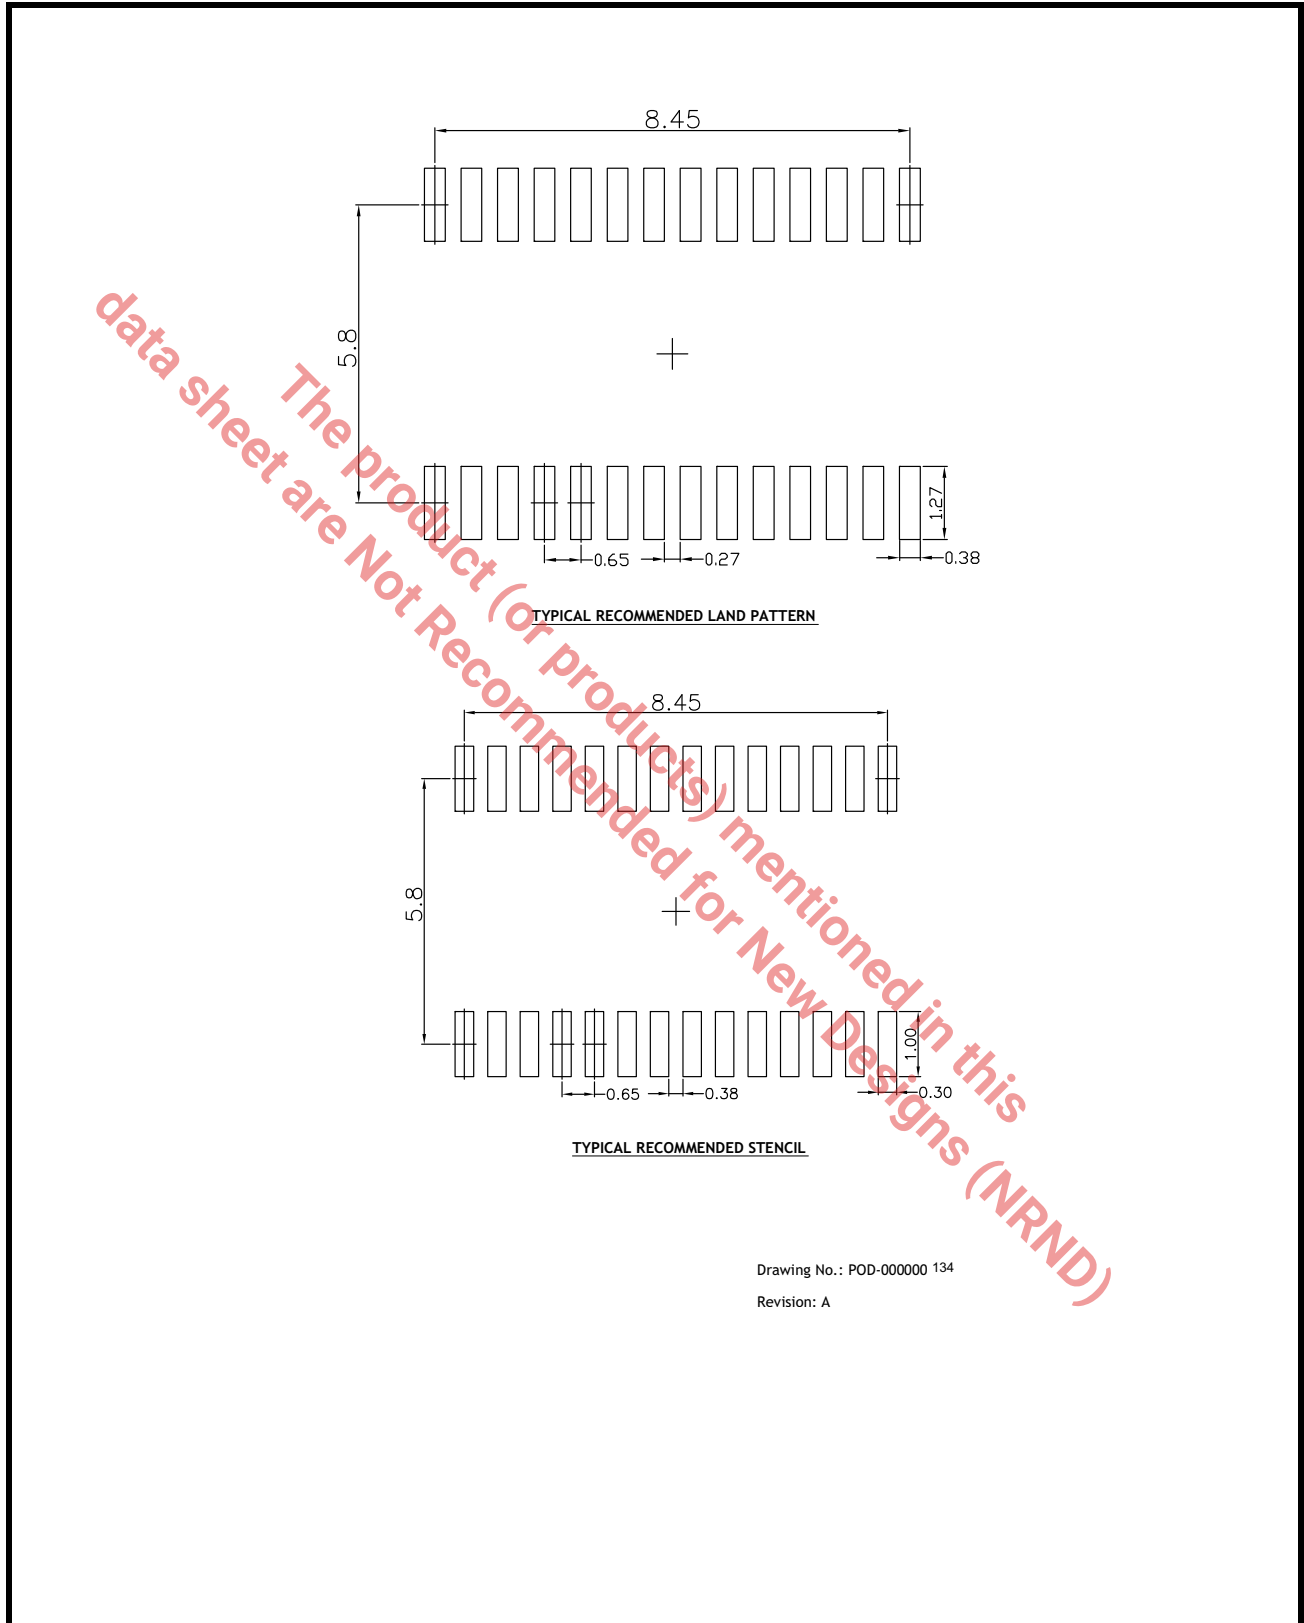 8.45
5.8
1.27
0.65
0.27
0.38
TYPICAL RECOMMENDED LAND PATTERN
8.45
5.8
1.00
0.65
0.38
0.30
TYPICAL RECOMMENDED STENCIL
Drawing No.: POD-000000 134
Revision: A
The product (or products) mentioned in this
data sheet are Not Recommended for New Designs (NRND)